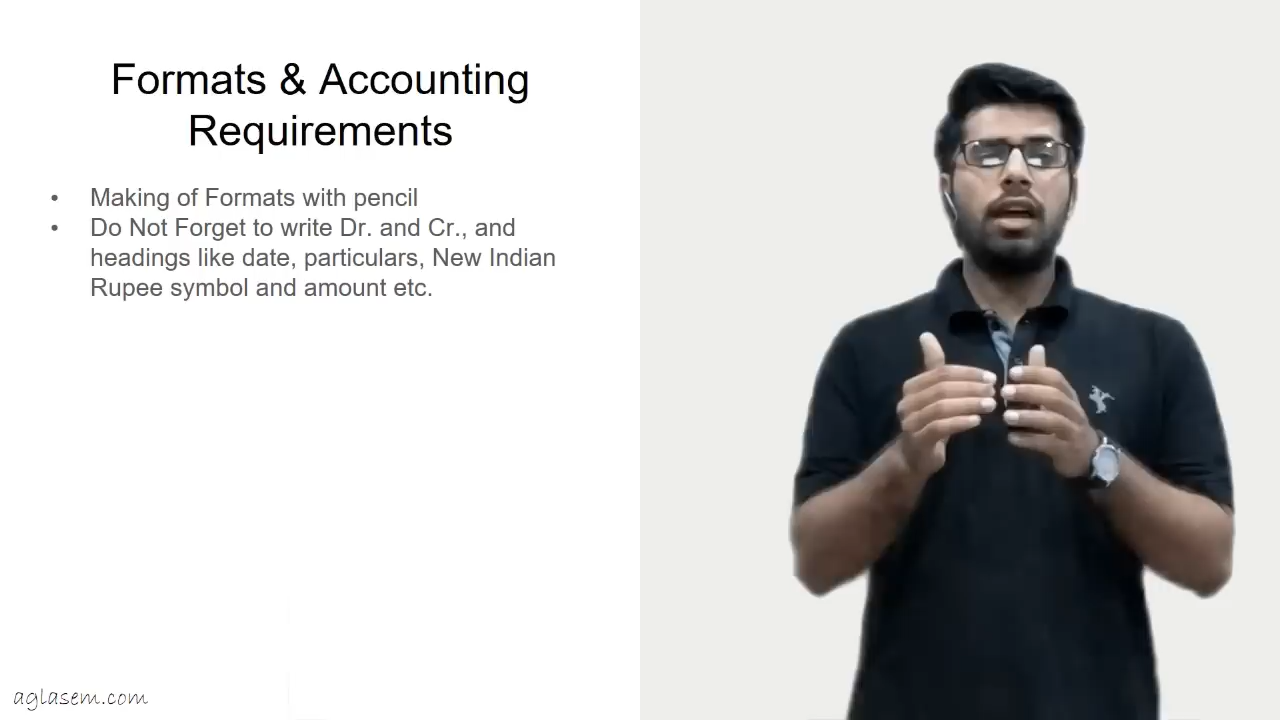 Formats & Accounting
Requirements
• Making of Formats with pencil
• Do Not Forget to write Dr. and Cr., and
headings like date, particulars, New Indian
Rupee symbol and amount etc.
aglasem.com